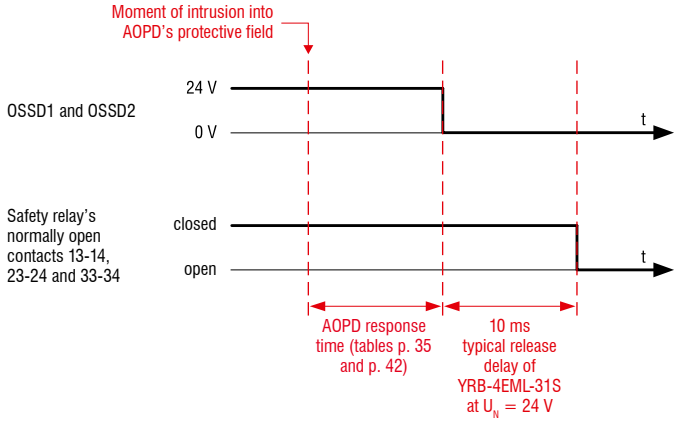 Moment of intrusion into
AOPD's protective field
24 V
OSSD1 and OSSD2
0 V
t
Safety relay's
normally open
contacts 13-14,
23-24 and 33-34
closed
open
t
AOPD response
time (tables p. 35
and p. 42)
10 ms
typical release
delay of
YRB-4EML-31S
at U_N = 24 V